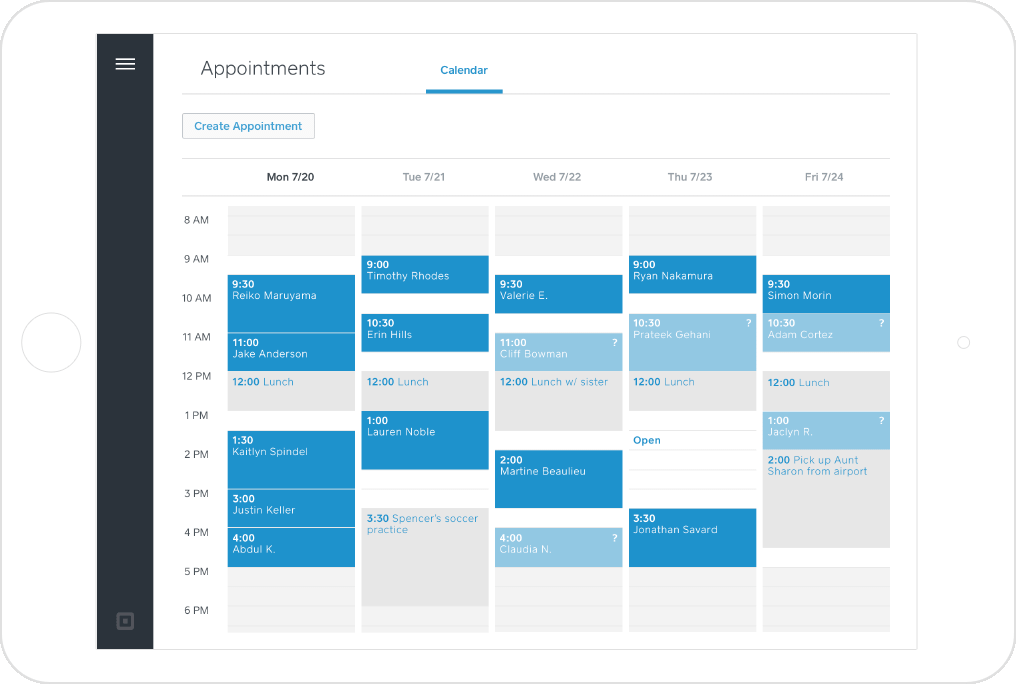 Appointments
Calendar
Create Appointment
Mon 7/20
Tue 7/21
Wed 7/22
Thu 7/23
Fri 7/24
8 AM
9 AM
10 AM
11 AM
12 PM
1 PM
2 PM
3 PM
4 PM
5 PM
6 PM
9:30
Reiko Maruyama
11:00
Jake Anderson
12:00 Lunch
1:30
Kaitlyn Spindel
3:00
Justin Keller
4:00
Abdul K.
9:00
Timothy Rhodes
10:30
Erin Hills
12:00 Lunch
1:00
Lauren Noble
3:30 Spencer's soccer
practice
9:30
Valerie E.
11:00 ?
Cliff Bowman
12:00 Lunch w/ sister
2:00
Martine Beaulieu
4:00 ?
Claudia N.
9:00
Ryan Nakamura
10:30 ?
Prateek Gehani
12:00 Lunch
Open
3:30
Jonathan Savard
9:30
Simon Morin
10:30 ?
Adam Cortez
12:00 Lunch
1:00 ?
Jaclyn R.
2:00 Pick up Aunt
Sharon from airport